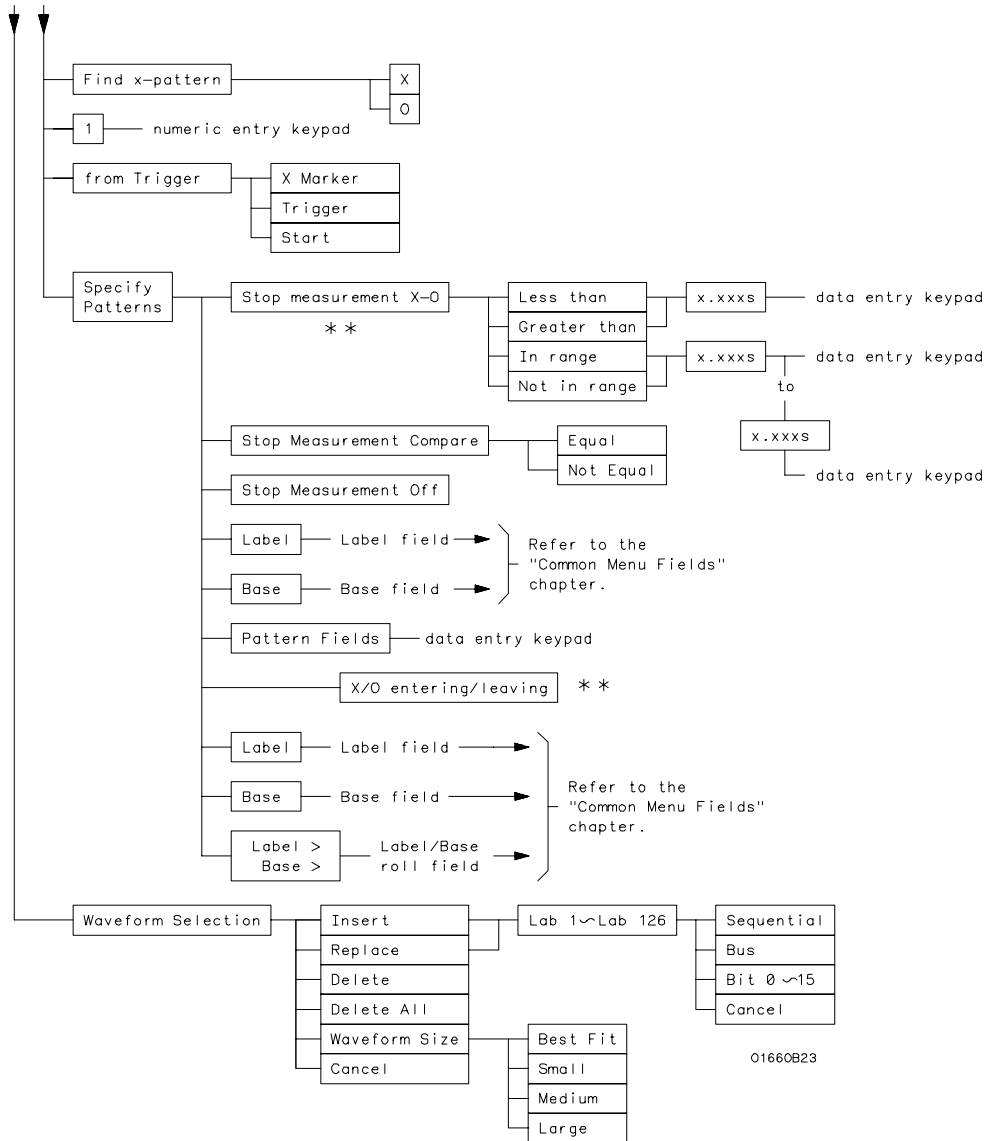 Find x-pattern
X
O
1
numeric entry keypad
from Trigger
X Marker
Trigger
Start
Specify
Patterns
Stop measurement X-O
**
Less than
Greater than
In range
Not in range
x.xxxs
data entry keypad
x.xxxs
data entry keypad
to
x.xxxs
data entry keypad
Stop Measurement Compare
Equal
Not Equal
Stop Measurement Off
Label
Label field
Base
Base field
Refer to the
"Common Menu Fields"
chapter.
Pattern Fields
data entry keypad
X/O entering/leaving
**
Label
Label field
Base
Base field
Label >
Base >
Label/Base
roll field
Refer to the
"Common Menu Fields"
chapter.
Waveform Selection
Insert
Replace
Delete
Delete All
Waveform Size
Cancel
Lab 1~Lab 126
Sequential
Bus
Bit 0 ~15
Cancel
Best Fit
Small
Medium
Large
01660B23